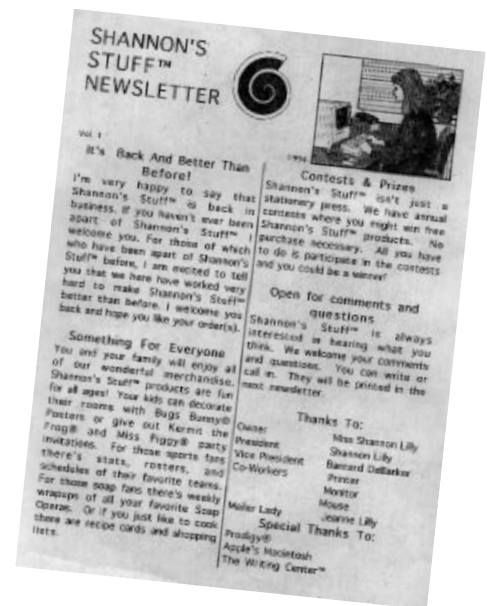 SHANNON'S
STUFF™
NEWSLETTER
Vol. 1
1994
It's Back And Better Than
Before!
I'm very happy to say that
Shannon's Stuff™ is back in
business. If you haven't ever been
apart of Shannon's Stuff™ I
welcome you. For those of which
who have been apart of Shannon's
Stuff™ before, I am excited to tell
you that we here have worked very
hard to make Shannon's Stuff™
better than before. I welcome you
back and hope you like your order(s).
Something For Everyone
You and your family will enjoy all
of our wonderful merchandise.
Shannon's Stuff™ products are fun
for all ages! Your kids can decorate
their rooms with Bugs Bunny®
Posters or give out Kermit the
Frog® and Miss Piggy® party
invitations. For those sports fans
there's stats, rosters, and
schedules of their favorite teams.
For those soap fans there's weekly
wrapups of all your favorite Soap
Operas. Or if you just like to cook
there are recipe cards and shopping
lists.
Contests & Prizes
Shannon's Stuff™ isn't just a
stationary press. We have annual
contests where you might win free
Shannon's Stuff™ products. No
purchase necessary. All you have
to do is participate in the contests
and you could be a winner!
Open for comments and
questions
Shannon's Stuff™ is always
interested in hearing what you
think. We welcome your comments
and questions. You can write or
call in. They will be printed in the
next newsletter.
Thanks To:
Owner Miss Shannon Lilly
President Shannon Lilly
Vice President Barnard DeBarker
Co-Workers Printer
Monitor
Mouse
Mailer Lady Jeanne Lilly
Special Thanks To:
Prodigy®
Apple's Macintosh
The Writing Center™